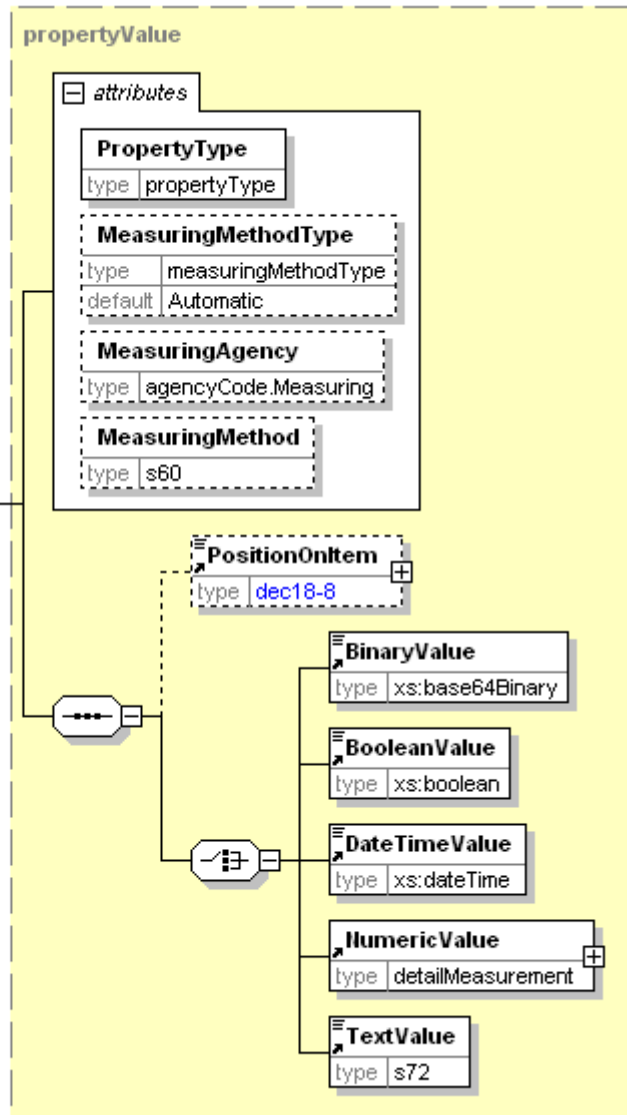 propertyValue
attributes
PropertyType
type propertyType
MeasuringMethodType
type measuringMethodType
default Automatic
MeasuringAgency
type agencyCode.Measuring
MeasuringMethod
type s60
PositionOnItem
type dec18-8
BinaryValue
type xs:base64Binary
BooleanValue
type xs:boolean
DateTimeValue
type xs:dateTime
NumericValue
type detailMeasurement
TextValue
type s72